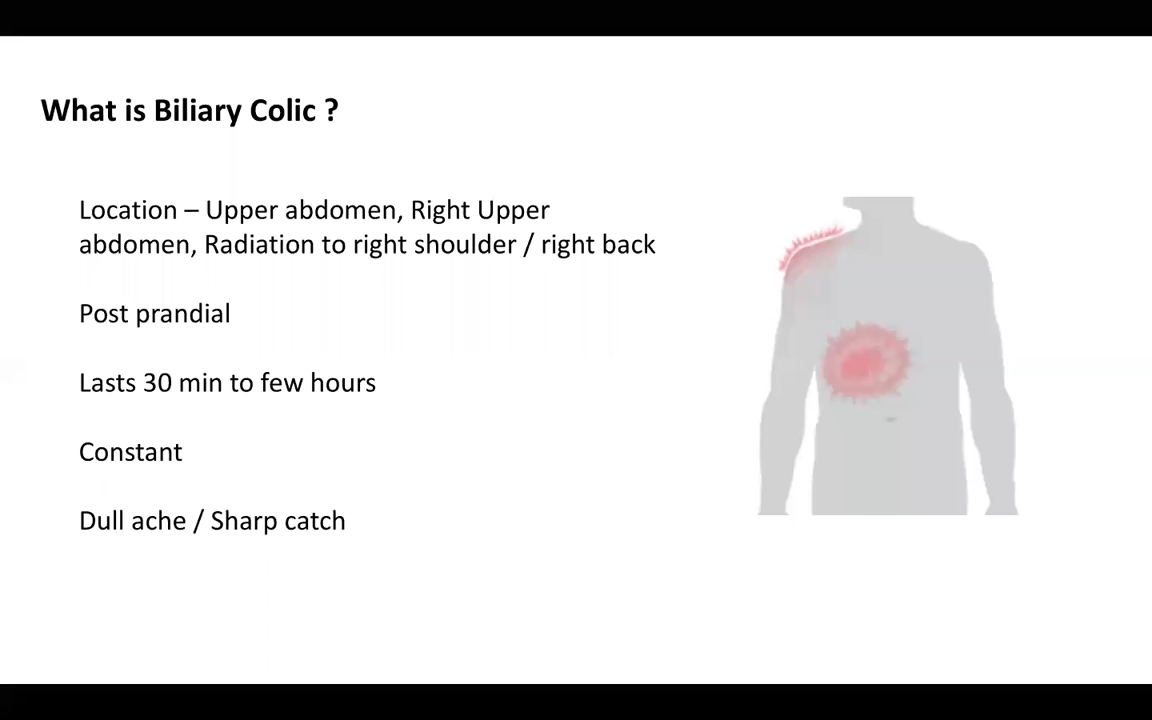 What is Biliary Colic ?
Location – Upper abdomen, Right Upper
abdomen, Radiation to right shoulder / right back
Post prandial
Lasts 30 min to few hours
Constant
Dull ache / Sharp catch